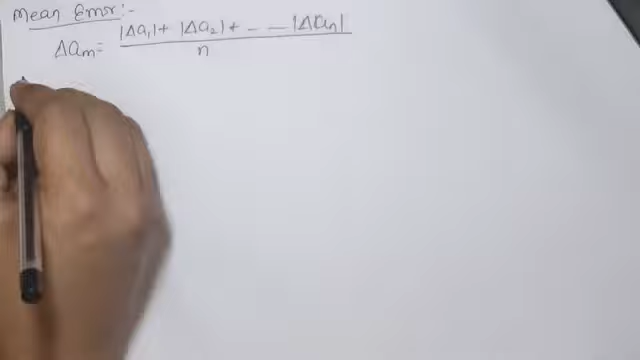 Mean Error:-
Δam = |Δa₁| + |Δa₂| + - - |Δan|
n